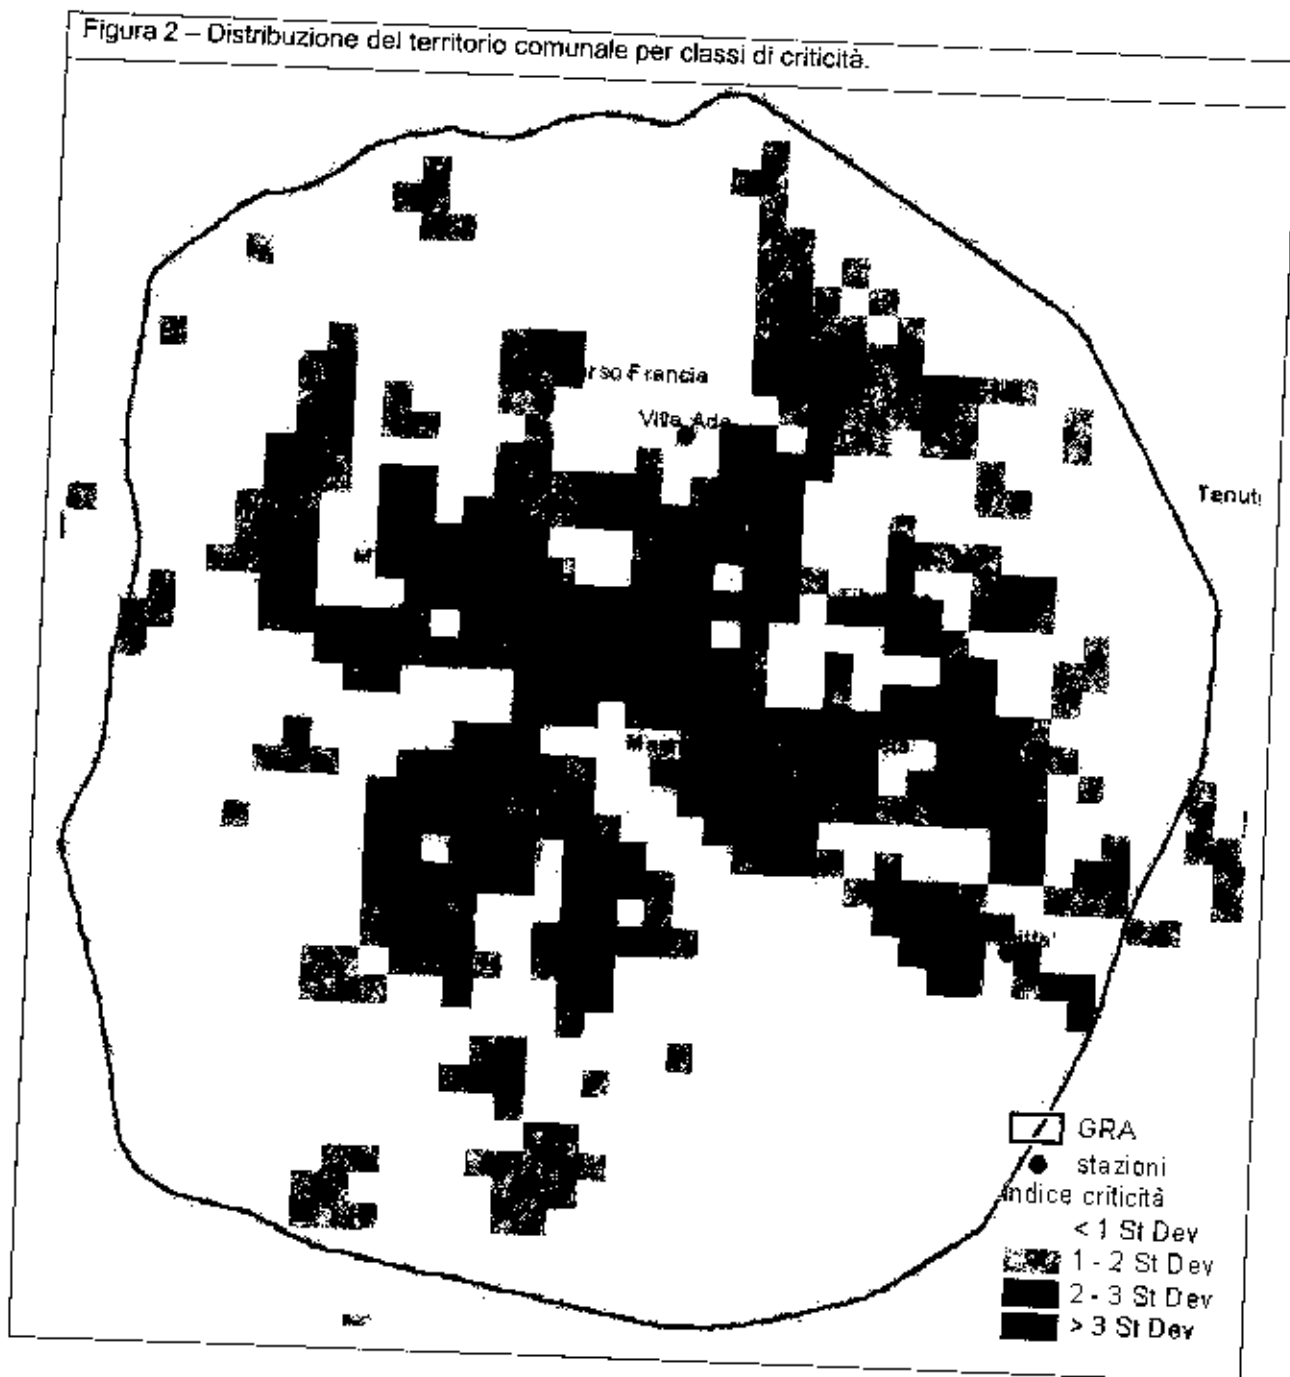 Figura 2 – Distribuzione del territorio comunale per classi di criticità.
rso Francia
Villa Ada
Tenut
GRA
stazioni
indice criticità
< 1 St Dev
1 - 2 St Dev
2 - 3 St Dev
> 3 St Dev